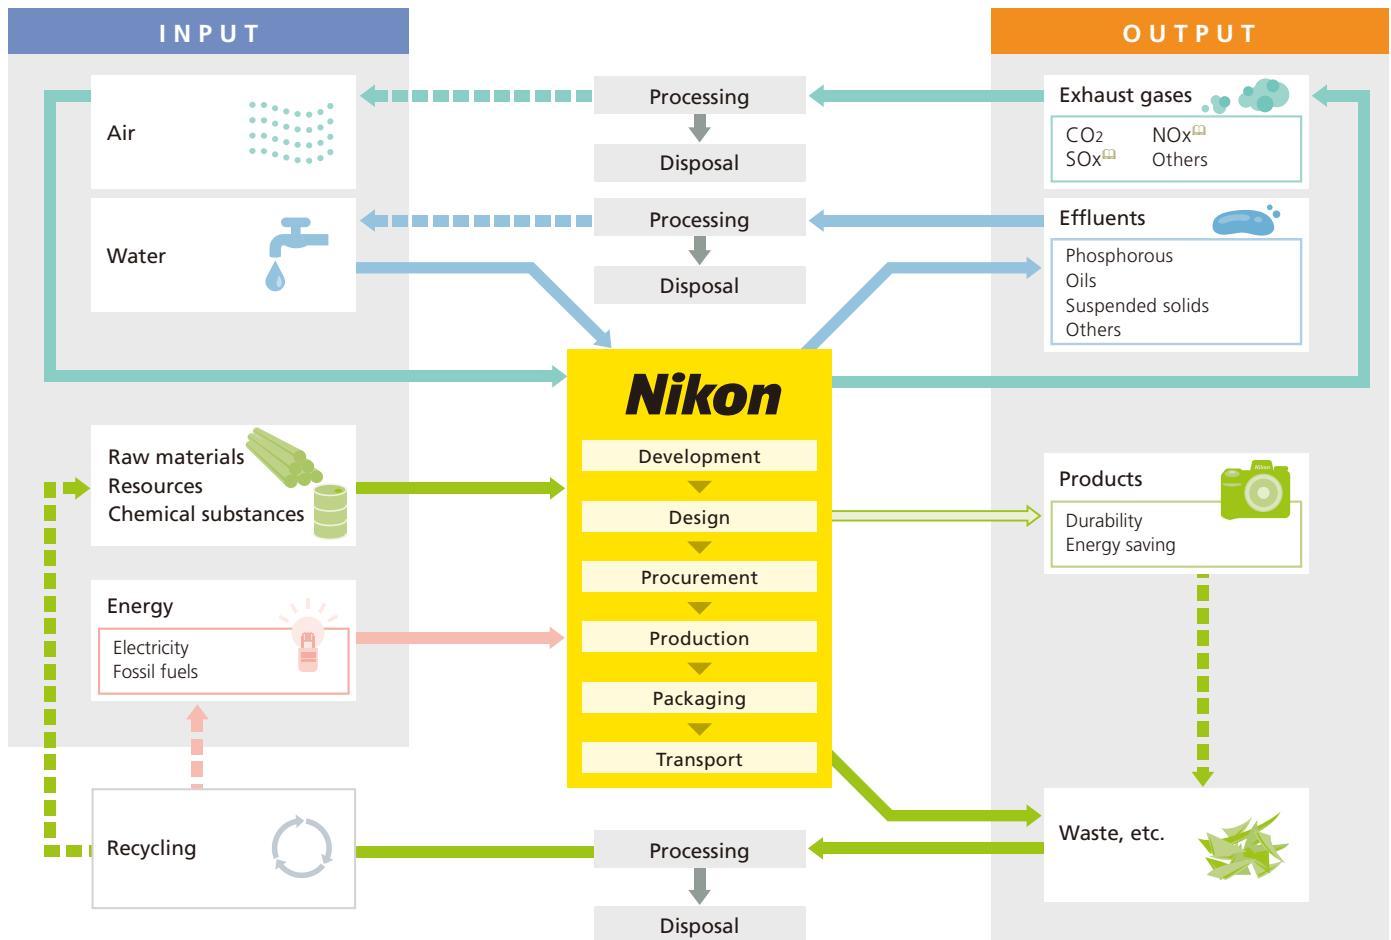 INPUT
OUTPUT
Air
Processing
Disposal
Exhaust gases
CO2 NOx
SOx Others
Water
Processing
Disposal
Effluents
Phosphorous
Oils
Suspended solids
Others
Nikon
Development
Design
Procurement
Production
Packaging
Transport
Raw materials
Resources
Chemical substances
Energy
Electricity
Fossil fuels
Products
Nikon
Durability
Energy saving
Recycling
Processing
Disposal
Waste, etc.